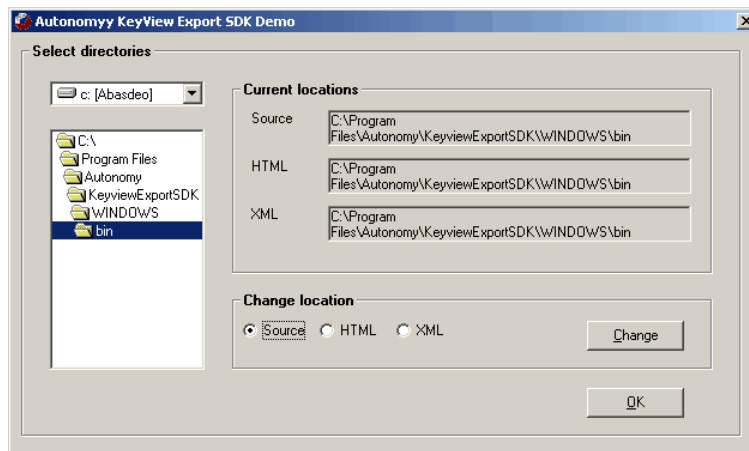 Autonomyy KeyView Export SDK Demo
Select directories
c: [Abasdeo]
C:\
Program Files
Autonomy
KeyviewExportSDK
WINDOWS
bin
Current locations
Source
C:\Program
Files\Autonomy\KeyviewExportSDK\WINDOWS\bin
HTML
C:\Program
Files\Autonomy\KeyviewExportSDK\WINDOWS\bin
XML
C:\Program
Files\Autonomy\KeyviewExportSDK\WINDOWS\bin
Change location
Source HTML XML
Change
OK